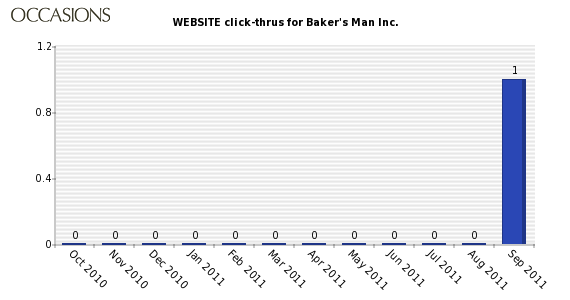 OCCASIONS
WEBSITE click-thrus for Baker's Man Inc.
1.2
0.8
0.4
0
0 0 0 0 0 0 0 0 0 0 0 1
Oct 2010 Nov 2010 Dec 2010 Jan 2011 Feb 2011 Mar 2011 Apr 2011 May 2011 Jun 2011 Jul 2011 Aug 2011 Sep 2011